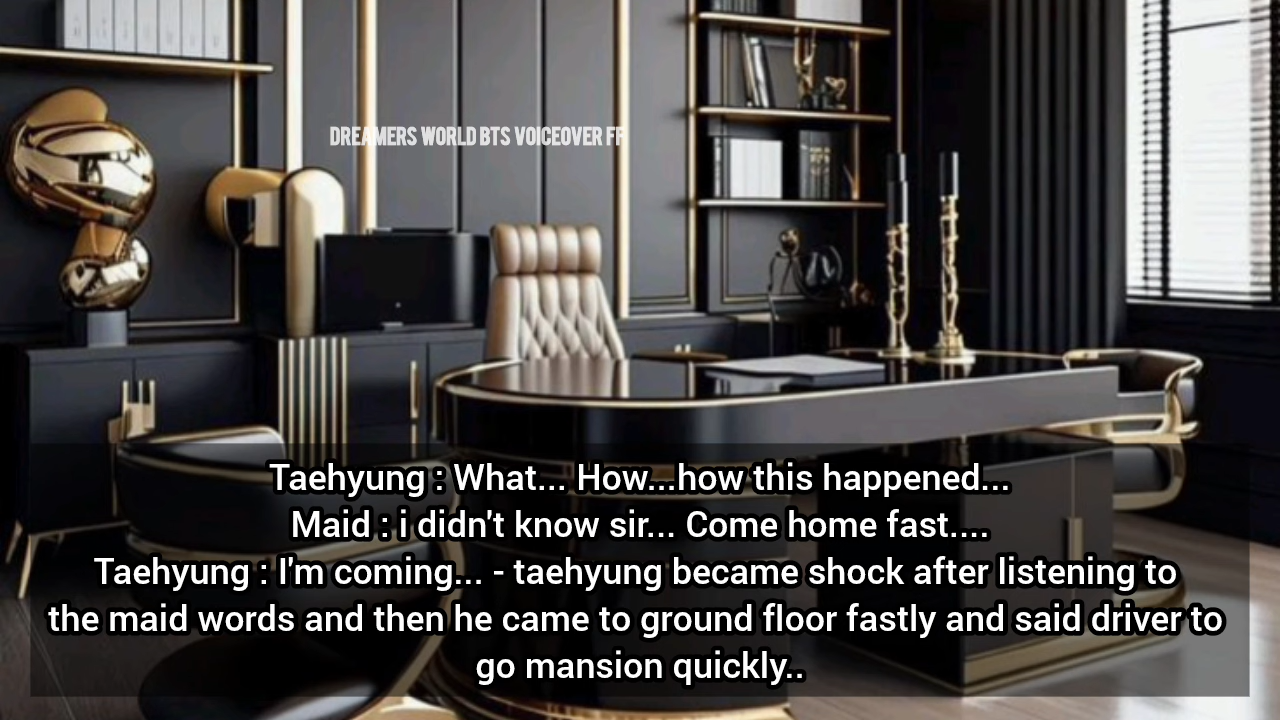 DREAMERS WORLD BTS VOICEOVER FF
Taehyung : What... How...how this happened...
Maid : i didn't know sir... Come home fast....
Taehyung : I'm coming... - taehyung became shock after listening to
the maid words and then he came to ground floor fastly and said driver to
go mansion quickly..